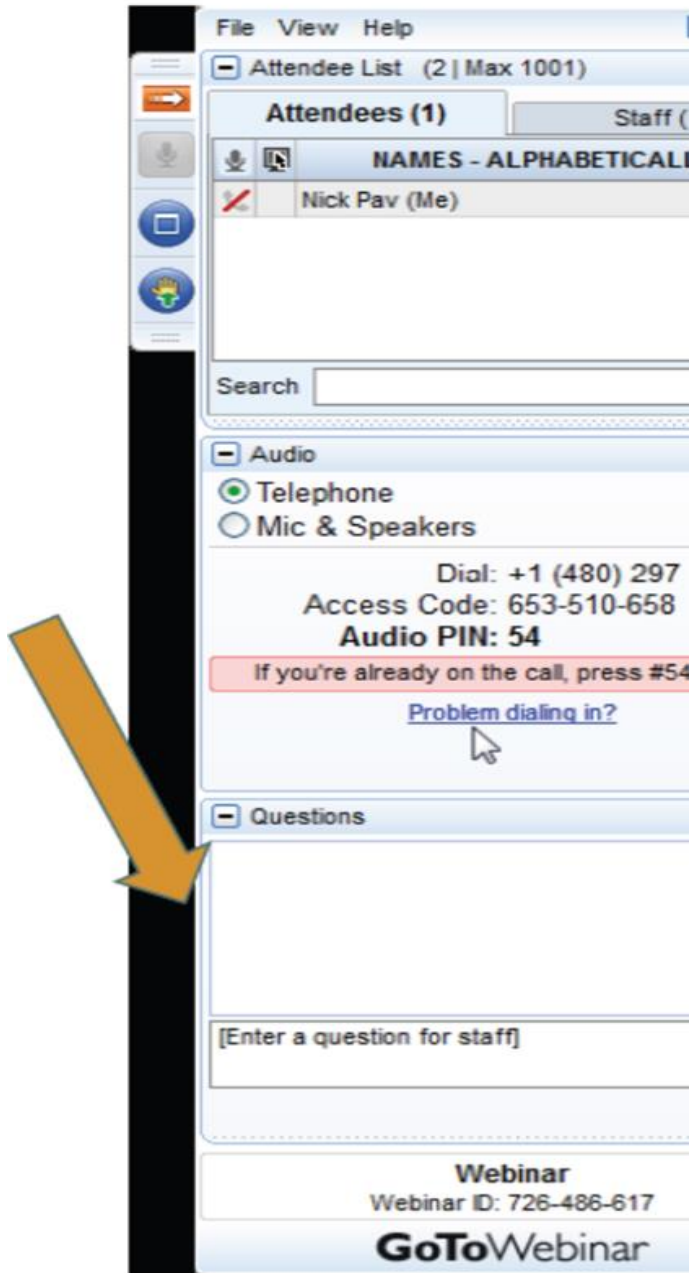 File View Help
Attendee List (2 | Max 1001)
Attendees (1) Staff (
NAMES - ALPHABETICALL
Nick Pav (Me)
Search
Audio
Telephone
Mic & Speakers
Dial: +1 (480) 297
Access Code: 653-510-658
Audio PIN: 54
If you're already on the call, press #54
Problem dialing in?
Questions
[Enter a question for staff]
Webinar
Webinar ID: 726-486-617
GoToWebinar